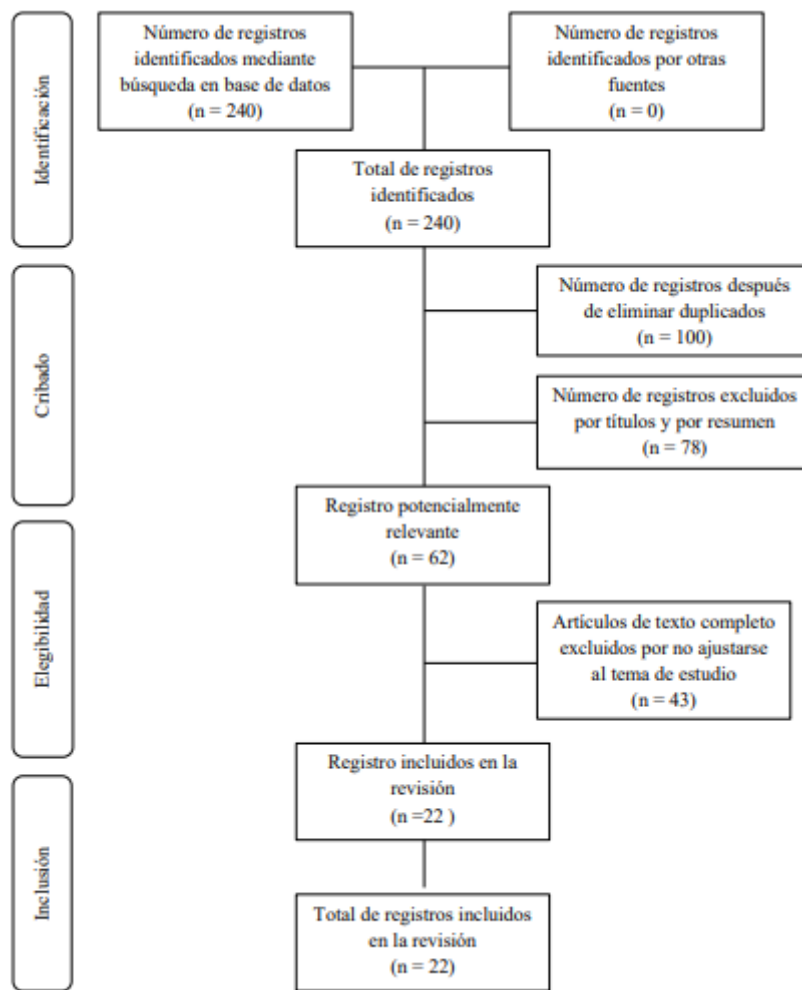 Identificación
Número de registros
identificados mediante
búsqueda en base de datos
(n = 240)
Número de registros
identificados por otras
fuentes
(n = 0)
Total de registros
identificados
(n = 240)
Cribado
Número de registros después
de eliminar duplicados
(n = 100)
Número de registros excluidos
por títulos y por resumen
(n = 78)
Registro potencialmente
relevante
(n = 62)
Elegibilidad
Artículos de texto completo
excluidos por no ajustarse
al tema de estudio
(n = 43)
Registro incluidos en la
revisión
(n =22 )
Inclusión
Total de registros incluidos
en la revisión
(n = 22)